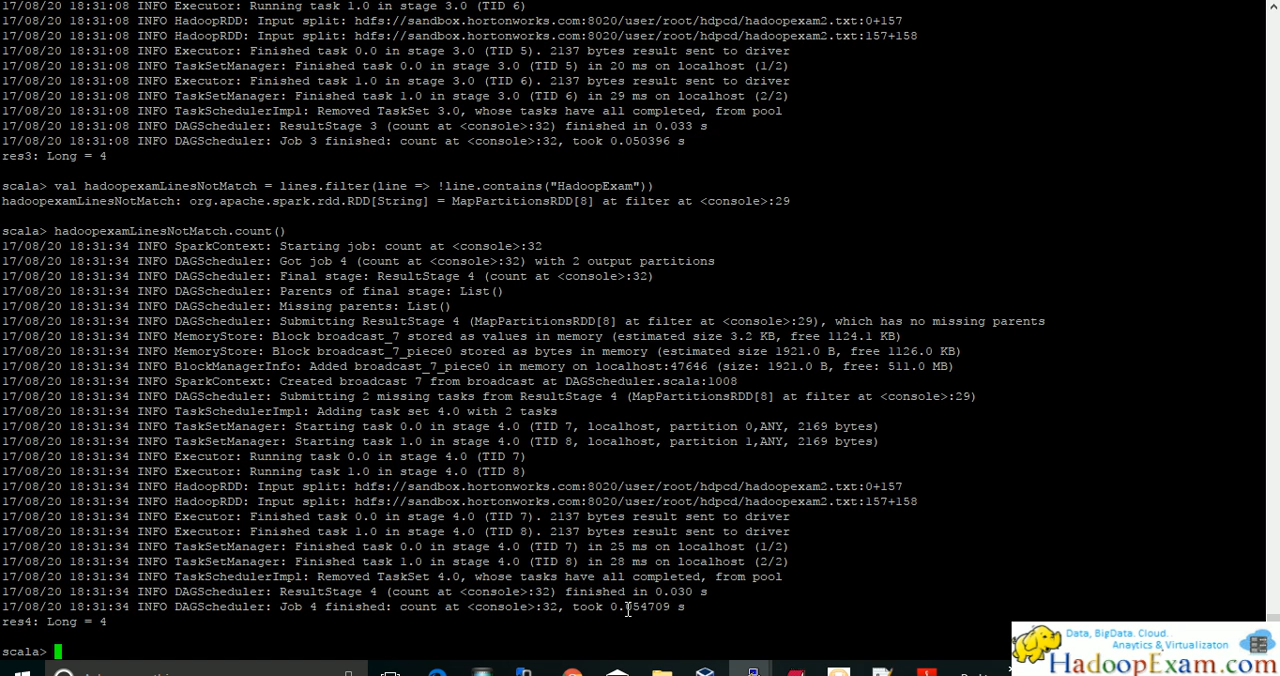 17/08/20 18:31:08 INFO Executor: Running task 1.0 in stage 3.0 (TID 6)
17/08/20 18:31:08 INFO HadoopRDD: Input split: hdfs://sandbox.hortonworks.com:8020/user/root/hdpcd/hadoopexam2.txt:0+157
17/08/20 18:31:08 INFO HadoopRDD: Input split: hdfs://sandbox.hortonworks.com:8020/user/root/hdpcd/hadoopexam2.txt:157+158
17/08/20 18:31:08 INFO Executor: Finished task 0.0 in stage 3.0 (TID 5). 2137 bytes result sent to driver
17/08/20 18:31:08 INFO TaskSetManager: Finished task 0.0 in stage 3.0 (TID 5) in 20 ms on localhost (1/2)
17/08/20 18:31:08 INFO Executor: Finished task 1.0 in stage 3.0 (TID 6). 2137 bytes result sent to driver
17/08/20 18:31:08 INFO TaskSetManager: Finished task 1.0 in stage 3.0 (TID 6) in 29 ms on localhost (2/2)
17/08/20 18:31:08 INFO TaskSchedulerImpl: Removed TaskSet 3.0, whose tasks have all completed, from pool
17/08/20 18:31:08 INFO DAGScheduler: ResultStage 3 (count at <console>:32) finished in 0.033 s
17/08/20 18:31:08 INFO DAGScheduler: Job 3 finished: count at <console>:32, took 0.050396 s
res3: Long = 4
scala> val hadoopexamLinesNotMatch = lines.filter(line => !line.contains("HadoopExam"))
hadoopexamLinesNotMatch: org.apache.spark.rdd.RDD[String] = MapPartitionsRDD[8] at filter at <console>:29
scala> hadoopexamLinesNotMatch.count()
17/08/20 18:31:34 INFO SparkContext: Starting job: count at <console>:32
17/08/20 18:31:34 INFO DAGScheduler: Got job 4 (count at <console>:32) with 2 output partitions
17/08/20 18:31:34 INFO DAGScheduler: Final stage: ResultStage 4 (count at <console>:32)
17/08/20 18:31:34 INFO DAGScheduler: Parents of final stage: List()
17/08/20 18:31:34 INFO DAGScheduler: Missing parents: List()
17/08/20 18:31:34 INFO DAGScheduler: Submitting ResultStage 4 (MapPartitionsRDD[8] at filter at <console>:29), which has no missing parents
17/08/20 18:31:34 INFO MemoryStore: Block broadcast_7 stored as values in memory (estimated size 3.2 KB, free 1124.1 KB)
17/08/20 18:31:34 INFO MemoryStore: Block broadcast_7_piece0 stored as bytes in memory (estimated size 1921.0 B, free 1126.0 KB)
17/08/20 18:31:34 INFO BlockManagerInfo: Added broadcast_7_piece0 in memory on localhost:47646 (size: 1921.0 B, free: 511.0 MB)
17/08/20 18:31:34 INFO SparkContext: Created broadcast 7 from broadcast at DAGScheduler.scala:1008
17/08/20 18:31:34 INFO DAGScheduler: Submitting 2 missing tasks from ResultStage 4 (MapPartitionsRDD[8] at filter at <console>:29)
17/08/20 18:31:34 INFO TaskSchedulerImpl: Adding task set 4.0 with 2 tasks
17/08/20 18:31:34 INFO TaskSetManager: Starting task 0.0 in stage 4.0 (TID 7, localhost, partition 0,ANY, 2169 bytes)
17/08/20 18:31:34 INFO TaskSetManager: Starting task 1.0 in stage 4.0 (TID 8, localhost, partition 1,ANY, 2169 bytes)
17/08/20 18:31:34 INFO Executor: Running task 0.0 in stage 4.0 (TID 7)
17/08/20 18:31:34 INFO Executor: Running task 1.0 in stage 4.0 (TID 8)
17/08/20 18:31:34 INFO HadoopRDD: Input split: hdfs://sandbox.hortonworks.com:8020/user/root/hdpcd/hadoopexam2.txt:0+157
17/08/20 18:31:34 INFO HadoopRDD: Input split: hdfs://sandbox.hortonworks.com:8020/user/root/hdpcd/hadoopexam2.txt:157+158
17/08/20 18:31:34 INFO Executor: Finished task 0.0 in stage 4.0 (TID 7). 2137 bytes result sent to driver
17/08/20 18:31:34 INFO Executor: Finished task 1.0 in stage 4.0 (TID 8). 2137 bytes result sent to driver
17/08/20 18:31:34 INFO TaskSetManager: Finished task 0.0 in stage 4.0 (TID 7) in 25 ms on localhost (1/2)
17/08/20 18:31:34 INFO TaskSetManager: Finished task 1.0 in stage 4.0 (TID 8) in 28 ms on localhost (2/2)
17/08/20 18:31:34 INFO TaskSchedulerImpl: Removed TaskSet 4.0, whose tasks have all completed, from pool
17/08/20 18:31:34 INFO DAGScheduler: ResultStage 4 (count at <console>:32) finished in 0.030 s
17/08/20 18:31:34 INFO DAGScheduler: Job 4 finished: count at <console>:32, took 0.054709 s
res4: Long = 4
scala>
Data, BigData. Cloud.
Anaytics & Virtualizaton
HadoopExam.com